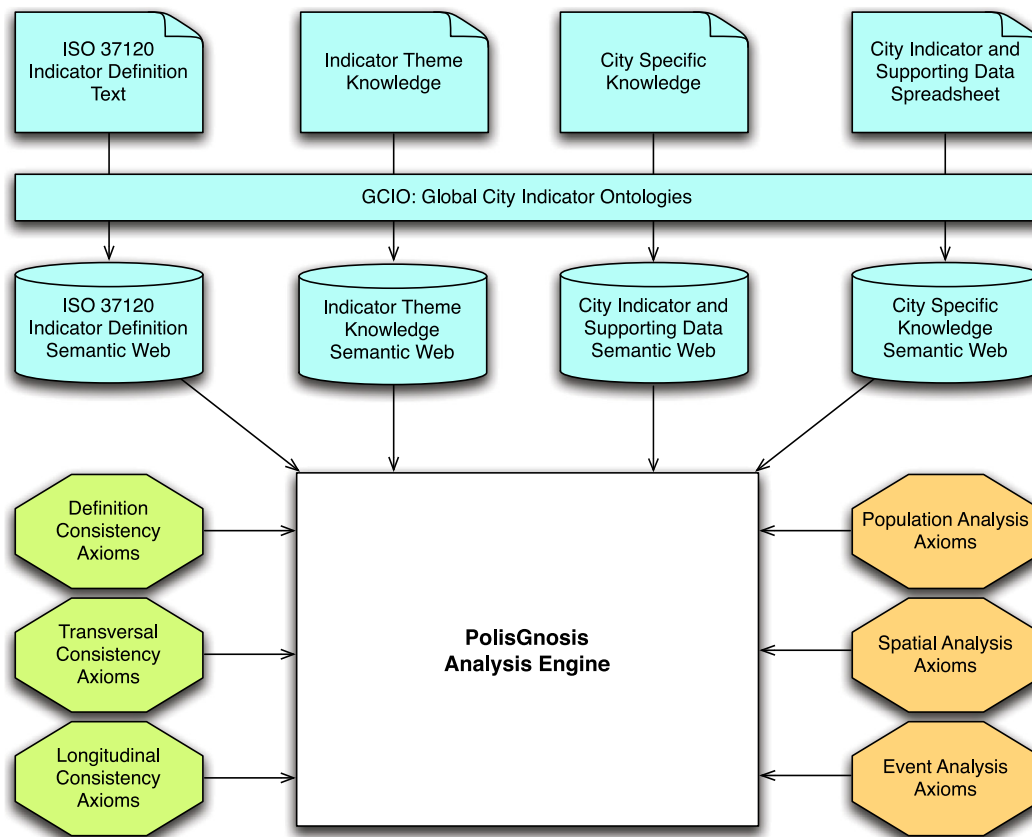 ISO 37120
Indicator Definition
Text
Indicator Theme
Knowledge
City Specific
Knowledge
City Indicator and
Supporting Data
Spreadsheet
GCIO: Global City Indicator Ontologies
ISO 37120
Indicator Definition
Semantic Web
Indicator Theme
Knowledge
Semantic Web
City Indicator and
Supporting Data
Semantic Web
City Specific
Knowledge
Semantic Web
Definition
Consistency
Axioms
Transversal
Consistency
Axioms
Longitudinal
Consistency
Axioms
PolisGnosis
Analysis Engine
Population Analysis
Axioms
Spatial Analysis
Axioms
Event Analysis
Axioms